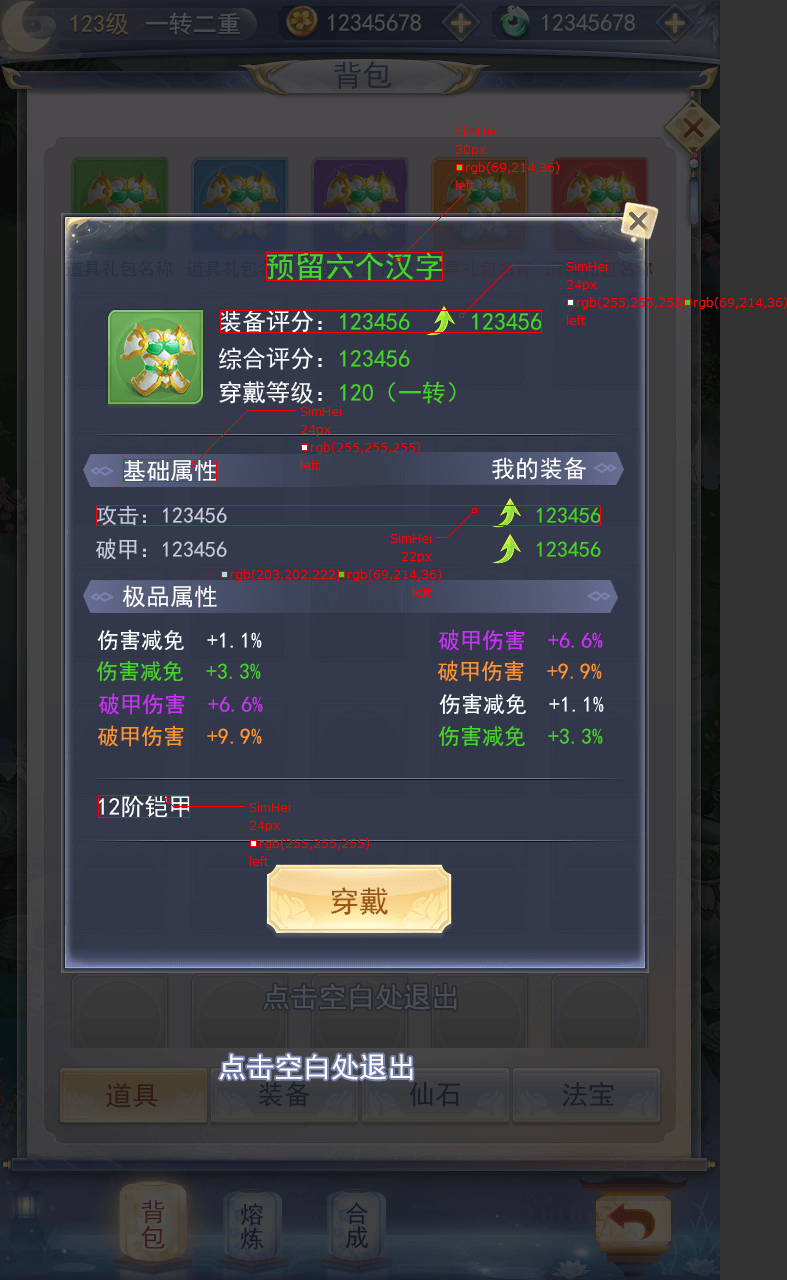 123级 一转二重 12345678 12345678
背包
SimHei
30px
rgb(69,214,36)
left
预留六个汉字
道具礼包名称 道具礼包
SimHei
24px
rgb(255,255,255) rgb(69,214,36)
left
装备评分：123456 123456
综合评分：123456
穿戴等级：120（一转）
SimHei
24px
rgb(255,255,255)
left
基础属性 我的装备
攻击：123456 123456
SimHei
22px
破甲：123456 123456
rgb(203,202,222) rgb(69,214,36)
left
极品属性
伤害减免 +1.1% 破甲伤害 +6.6%
伤害减免 +3.3% 破甲伤害 +9.9%
破甲伤害 +6.6% 伤害减免 +1.1%
破甲伤害 +9.9% 伤害减免 +3.3%
12阶铠甲
SimHei
24px
rgb(255,255,255)
left
穿戴
点击空白处退出
点击空白处退出
道具 装备 仙石 法宝
背包 熔炼 合成